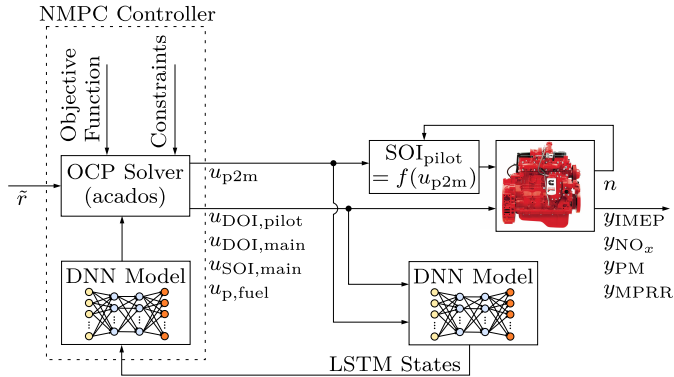 NMPC Controller
Objective
Function
Constraints
OCP Solver
(acados)
r̃
u_p2m
u_DOI,pilot
u_DOI,main
u_SOI,main
u_p,fuel
SOI_pilot
= f(u_p2m)
n
y_IMEP
y_NO_x
y_PM
y_MPRR
DNN Model
DNN Model
LSTM States